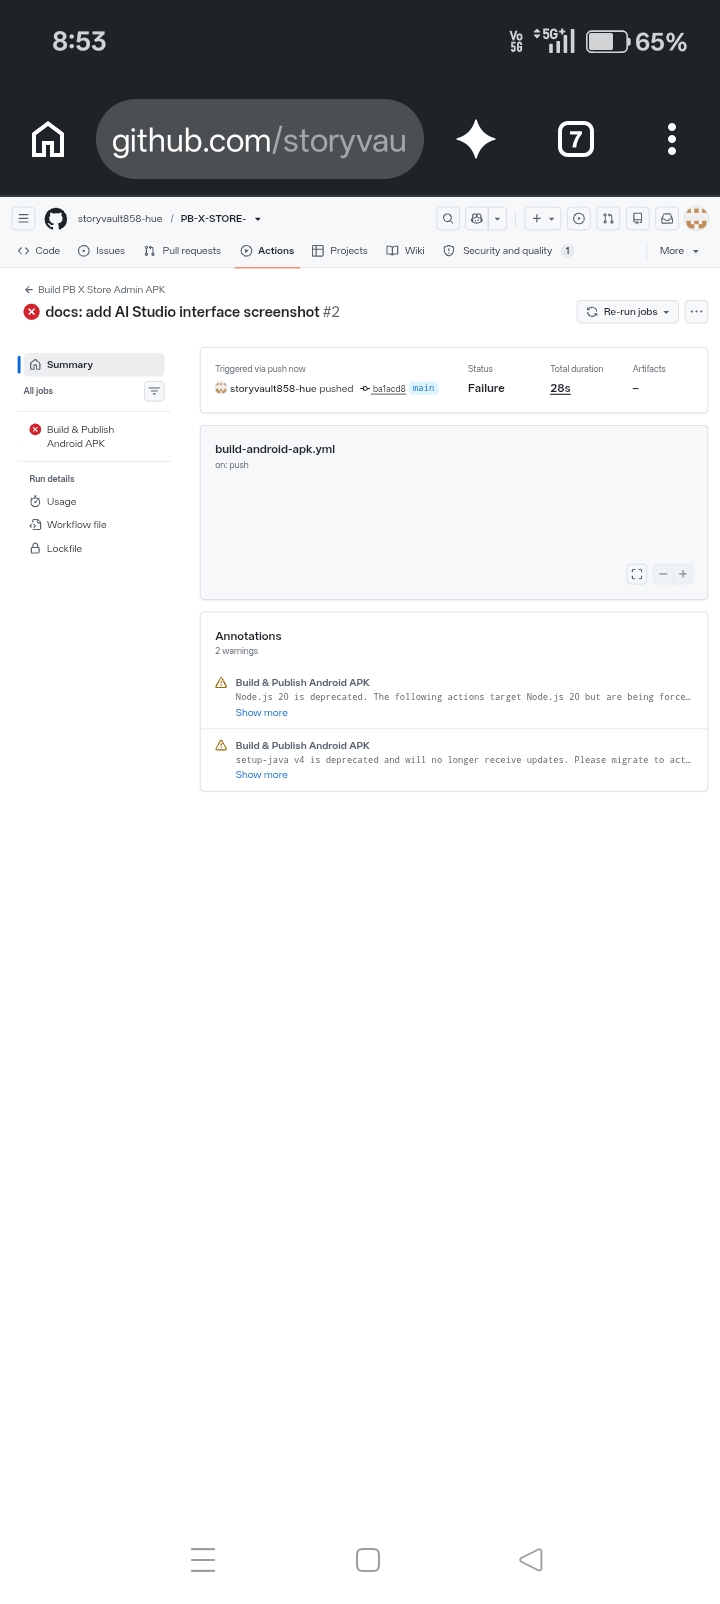 8:53
Vo 5G 5G+ 65%
github.com/storyvau
7
storyvault858-hue / PB-X-STORE-
Code Issues Pull requests Actions Projects Wiki Security and quality 1 More
Build PB X Store Admin APK
docs: add AI Studio interface screenshot #2
Re-run jobs
Summary
All jobs
Build & Publish
Android APK
Run details
Usage
Workflow file
Lockfile
Triggered via push now
storyvault858-hue pushed ba1acd8 main
Status
Failure
Total duration
28s
Artifacts
–
build-android-apk.yml
on: push
Annotations
2 warnings
Build & Publish Android APK
Node.js 20 is deprecated. The following actions target Node.js 20 but are being force…
Show more
Build & Publish Android APK
setup-java v4 is deprecated and will no longer receive updates. Please migrate to act…
Show more